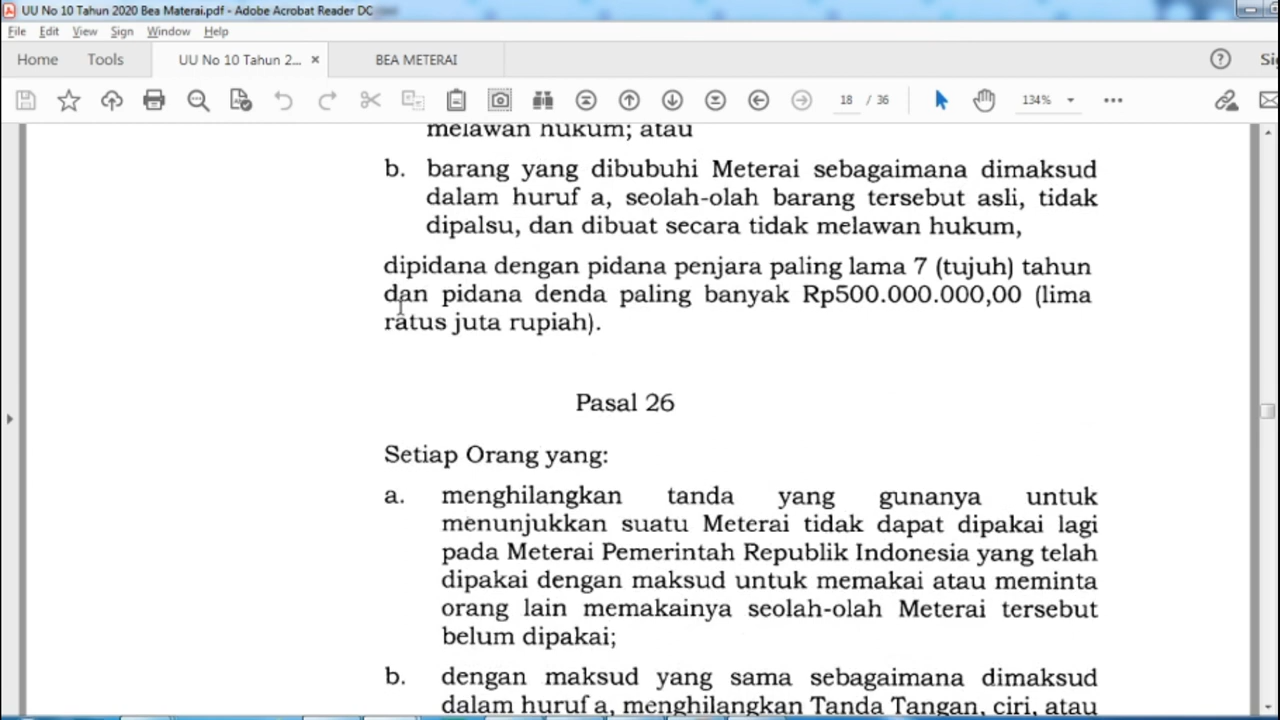 UU No 10 Tahun 2020 Bea Materai.pdf - Adobe Acrobat Reader DC
File Edit View Sign Window Help
Home Tools UU No 10 Tahun 2... × BEA METERAI
18 / 36 134%
melawan hukum; atau
b. barang yang dibubuhi Meterai sebagaimana dimaksud
dalam huruf a, seolah-olah barang tersebut asli, tidak
dipalsu, dan dibuat secara tidak melawan hukum,
dipidana dengan pidana penjara paling lama 7 (tujuh) tahun
dan pidana denda paling banyak Rp500.000.000,00 (lima
ratus juta rupiah).
Pasal 26
Setiap Orang yang:
a. menghilangkan tanda yang gunanya untuk
menunjukkan suatu Meterai tidak dapat dipakai lagi
pada Meterai Pemerintah Republik Indonesia yang telah
dipakai dengan maksud untuk memakai atau meminta
orang lain memakainya seolah-olah Meterai tersebut
belum dipakai;
b. dengan maksud yang sama sebagaimana dimaksud
dalam huruf a, menghilangkan Tanda Tangan, ciri, atau